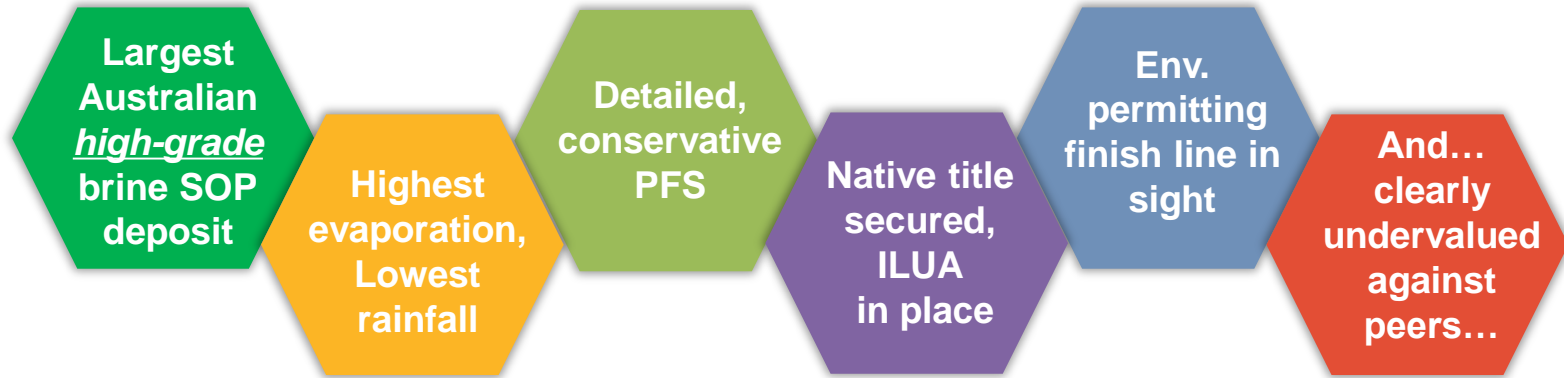 Largest
Australian
high-grade
brine SOP
deposit
Highest
evaporation,
Lowest
rainfall
Detailed,
conservative
PFS
Native title
secured,
ILUA
in place
Env.
permitting
finish line in
sight
And…
clearly
undervalued
against
peers…